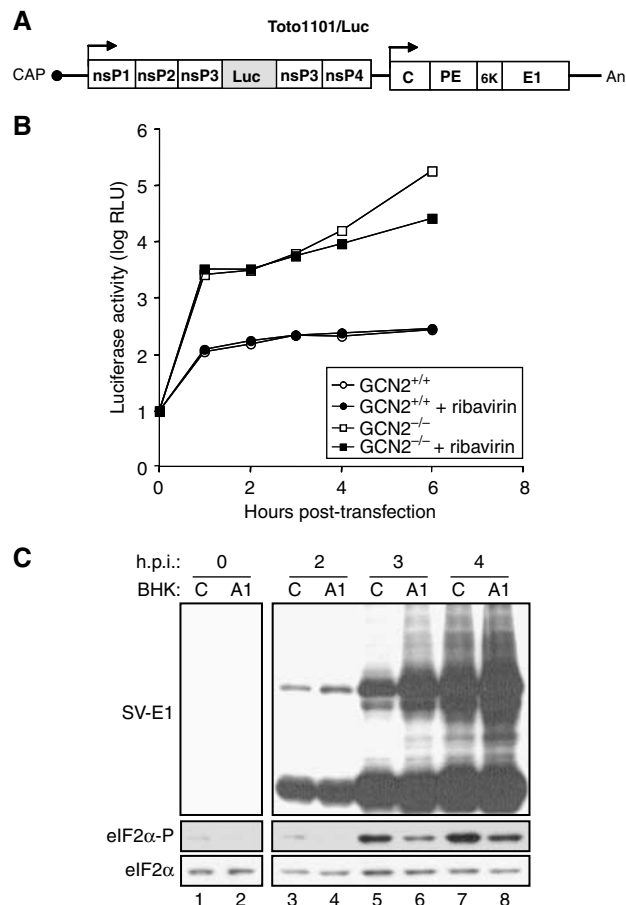 A
Toto1101/Luc
CAP nsP1 nsP2 nsP3 Luc nsP3 nsP4 C PE 6K E1 An
B
Luciferase activity (log RLU)
6
5
4
3
2
1
0
0 2 4 6 8
Hours post-transfection
GCN2+/+
GCN2+/+ + ribavirin
GCN2–/–
GCN2–/– + ribavirin
C
h.p.i.: 0 2 3 4
BHK: C A1 C A1 C A1 C A1
SV-E1
eIF2α-P
eIF2α
1 2 3 4 5 6 7 8